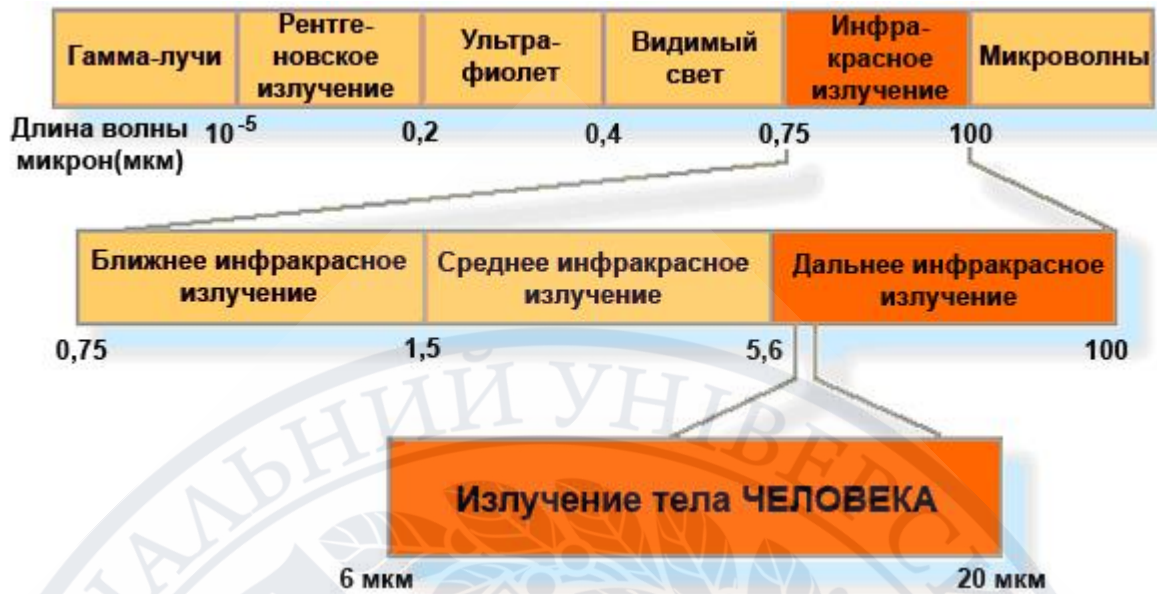 Гамма-лучи
Рентге-
новское
излучение
Ультра-
фиолет
Видимый
свет
Инфра-
красное
излучение
Микроволны
Длина волны
микрон(мкм)
10⁻⁵
0,2
0,4
0,75
100
Ближнее инфракрасное
излучение
Среднее инфракрасное
излучение
Дальнее инфракрасное
излучение
0,75
1,5
5,6
100
Излучение тела ЧЕЛОВЕКА
6 мкм
20 мкм
АЛЬНИЙ УНІВЕРС